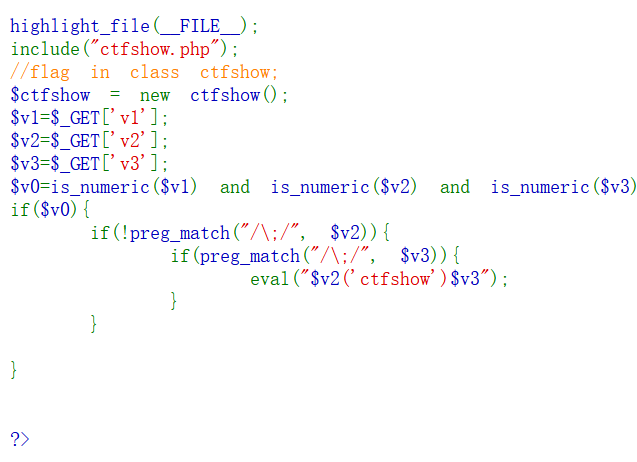 highlight_file(__FILE__);
include("ctfshow.php");
//flag in class ctfshow;
$ctfshow = new ctfshow();
$v1=$_GET['v1'];
$v2=$_GET['v2'];
$v3=$_GET['v3'];
$v0=is_numeric($v1) and is_numeric($v2) and is_numeric($v3)
if($v0){
if(!preg_match("/\;/", $v2)){
if(preg_match("/\;/", $v3)){
eval("$v2('ctfshow')$v3");
}
}
}
?>